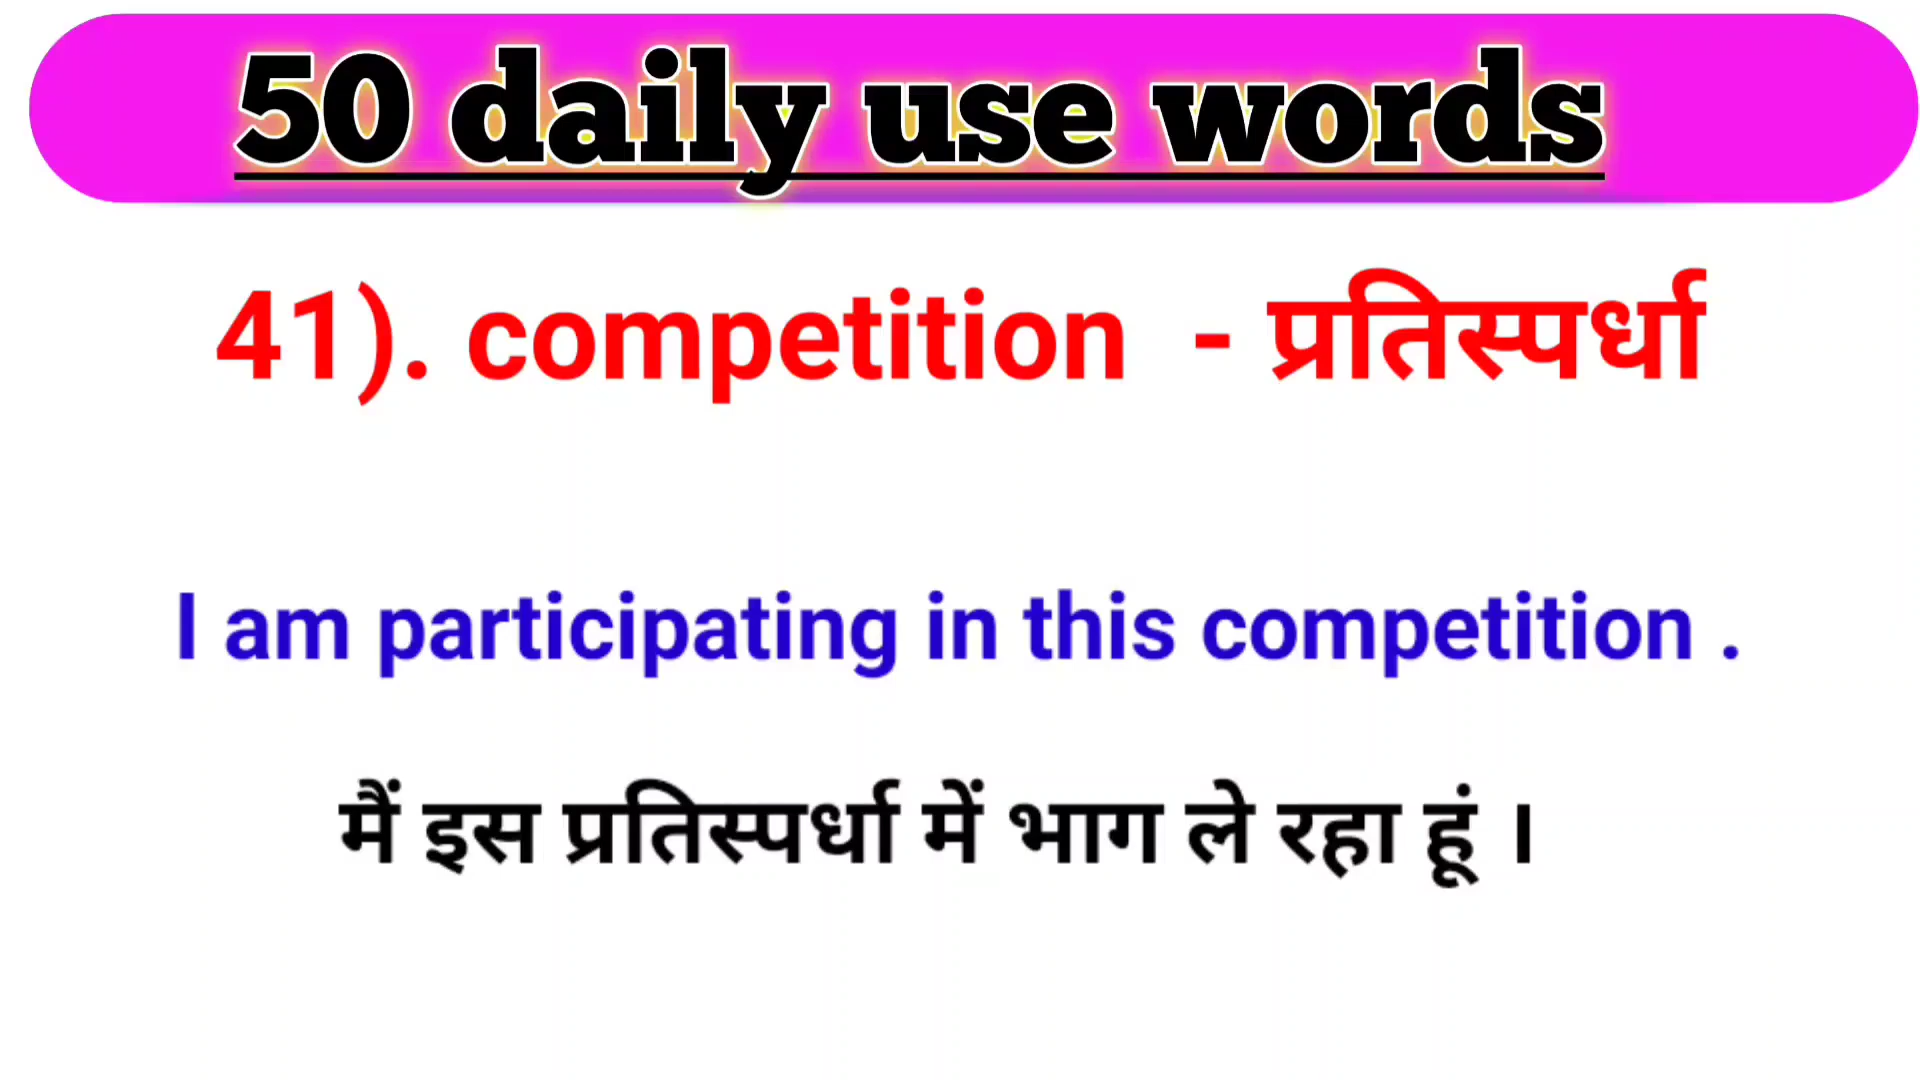 50 daily use words
41). competition - प्रतिस्पर्धा
I am participating in this competition .
मैं इस प्रतिस्पर्धा में भाग ले रहा हूं ।